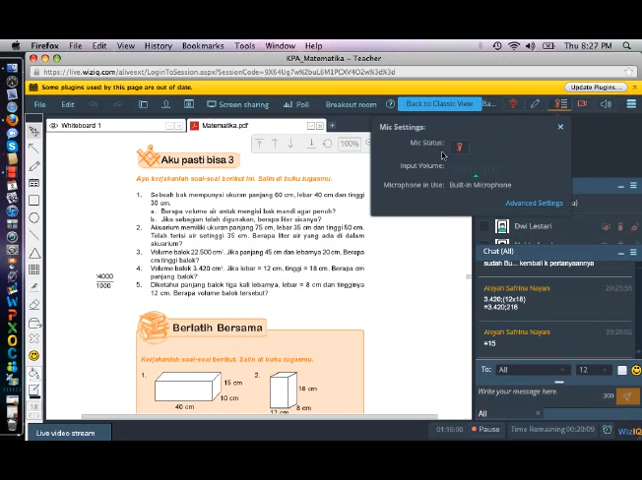 Firefox File Edit View History Bookmarks Tools Window Help Thu 8:27 PM
KPA_Matematika – Teacher
https://live.wiziq.com/aliveext/LoginToSession.aspx?SessionCode=
Some plugins used by this page are out of date. Update Plugins...
File Edit Screen sharing Poll Breakout room Back to Classic View Ba...
Whiteboard 1 Matematika.pdf
100%
Mic Settings:
Mic Status:
Input Volume:
Microphone in Use: Built-in Microphone
Advanced Settings
Aku pasti bisa 3
Ayo kerjakanlah soal-soal berikut. Salin di buku tugasmu.
1. Sebuah bak mempunyai ukuran panjang 60 cm, lebar 40 cm dan tinggi
30 cm.
a. Berapa volume air untuk mengisi bak mandi agar penuh?
b. Jika sebagian telah digunakan, berapa liter sisanya?
2. Akuarium memiliki ukuran panjang 75 cm, lebar 35 cm dan tinggi 50 cm.
Telah terisi air setinggi 35 cm. Berapa liter air yang ada di dalam
akuarium?
3. Volume balok 22.500 cm³. Jika panjang 45 cm dan lebarnya 20 cm.
Berapa cm tinggi balok?
4. Volume balok 3.420 cm³. Jika lebar = 12 cm, tinggi = 18 cm. Berapa cm
panjang balok?
5. Diketahui panjang balok tiga kali lebarnya, lebar = 8 cm dan tingginya
12 cm. Berapa volume balok tersebut?
1000
Berlatih Bersama
Kerjakanlah soal-soal berikut. Salin di buku tugasmu.
1. 15 cm 10 cm 40 cm
2. 16 cm 8 cm 12 cm
Dwi Lestari
Chat (All)
sudah Bu... kembali k pertanyaannya
Aisyah Safrina Nayan
3.420;(12x18)
=3.420;216
Aisyah Safrina Nayan
=15
To: All 12
Write your message here. 308
All
18
Live video stream
01:16:00 Pause Time Remaining 00:20:09 WizIQ